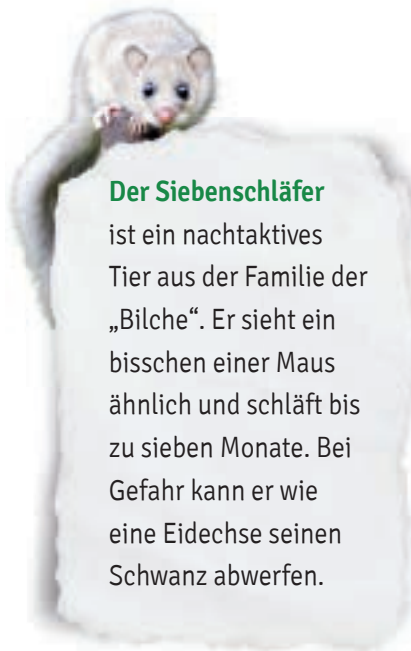 Der Siebenschläfer
ist ein nachtaktives
Tier aus der Familie der
„Bilche“. Er sieht ein
bisschen einer Maus
ähnlich und schläft bis
zu sieben Monate. Bei
Gefahr kann er wie
eine Eidechse seinen
Schwanz abwerfen.